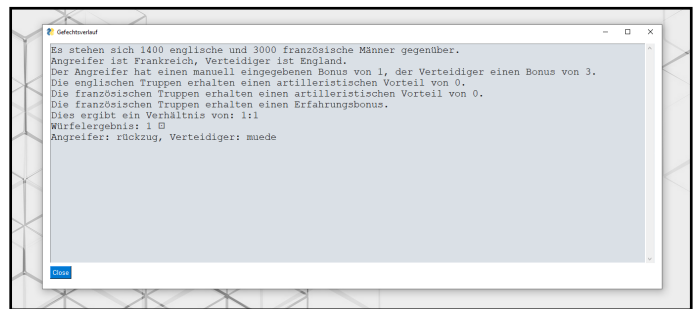 Gefechtsverlauf
Es stehen sich 1400 englische und 3000 französische Männer gegenüber.
Angreifer ist Frankreich, Verteidiger ist England.
Der Angreifer hat einen manuell eingegebenen Bonus von 1, der Verteidiger einen Bonus von 3.
Die englischen Truppen erhalten einen artilleristischen Vorteil von 0.
Die französischen Truppen erhalten einen artilleristischen Vorteil von 0.
Die französischen Truppen erhalten einen Erfahrungsbonus.
Dies ergibt ein Verhältnis von: 1:1
Würfelergebnis: 1 ⚀
Angreifer: rückzug, Verteidiger: muede
Close